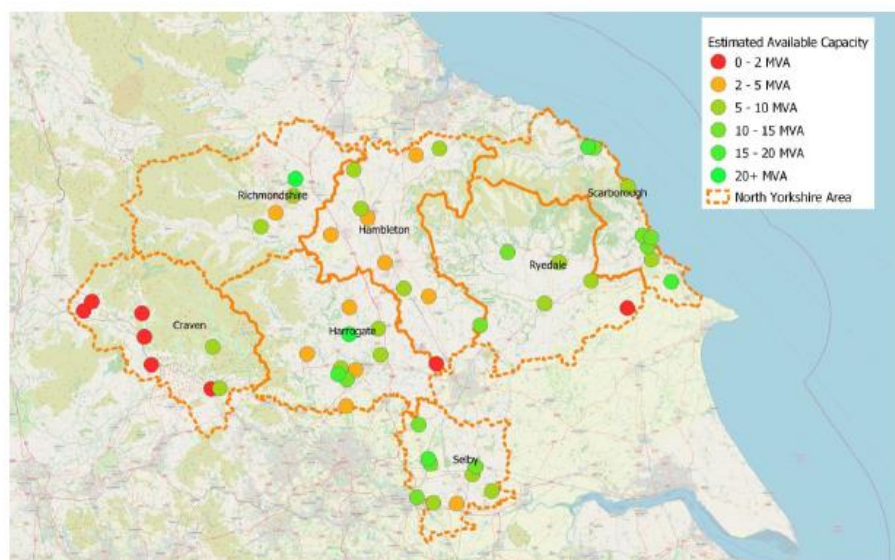 Estimated Available Capacity
0 - 2 MVA
2 - 5 MVA
5 - 10 MVA
10 - 15 MVA
15 - 20 MVA
20+ MVA
North Yorkshire Area
Richmondshire
Scarborough
Hambleton
Ryedale
Craven
Harrogate
Selby